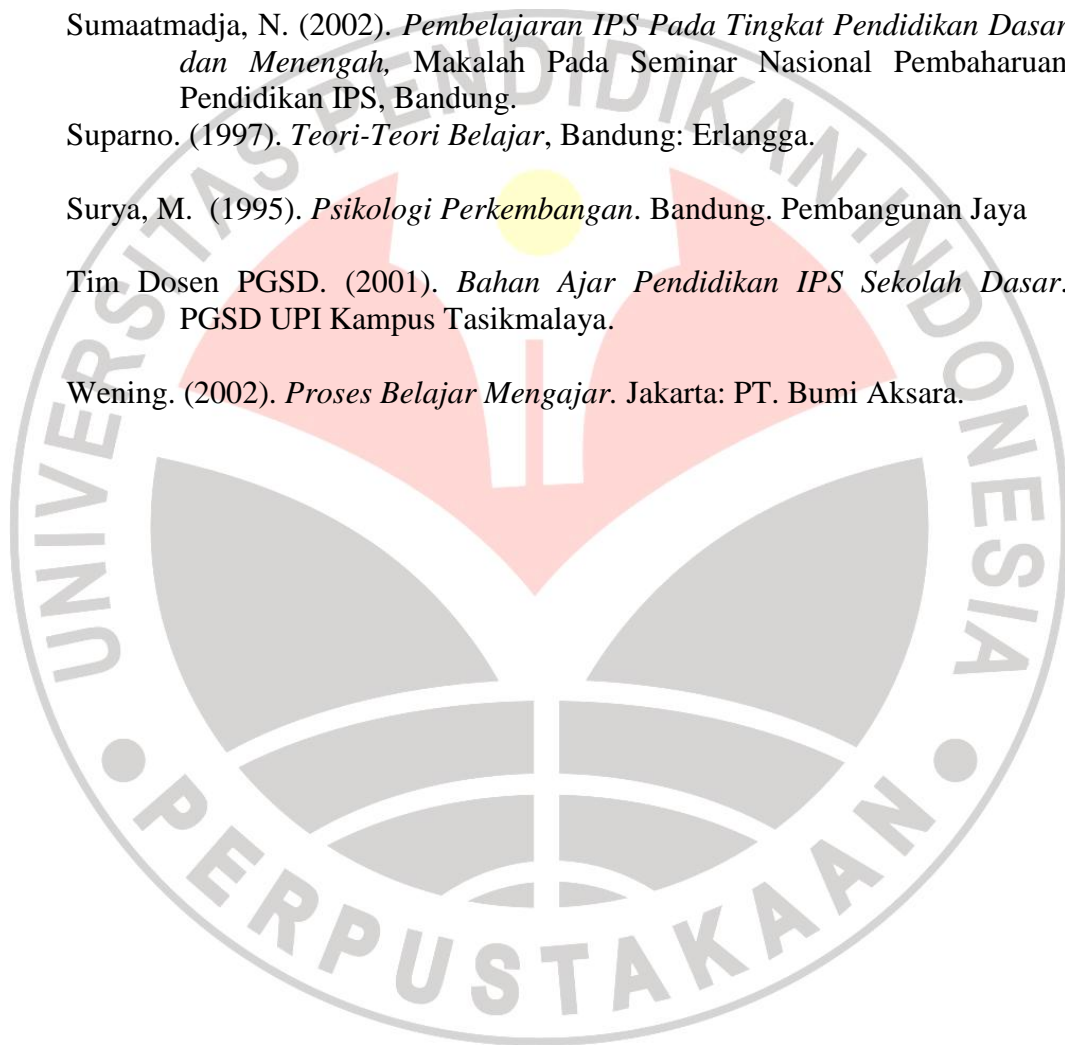 Sumaatmadja, N. (2002). Pembelajaran IPS Pada Tingkat Pendidikan Dasar
dan Menengah, Makalah Pada Seminar Nasional Pembaharuan
Pendidikan IPS, Bandung.
Suparno. (1997). Teori-Teori Belajar, Bandung: Erlangga.
Surya, M. (1995). Psikologi Perkembangan. Bandung. Pembangunan Jaya
Tim Dosen PGSD. (2001). Bahan Ajar Pendidikan IPS Sekolah Dasar.
PGSD UPI Kampus Tasikmalaya.
Wening. (2002). Proses Belajar Mengajar. Jakarta: PT. Bumi Aksara.
UNIVERSITAS PENDIDIKAN INDONESIA
PERPUSTAKAAN